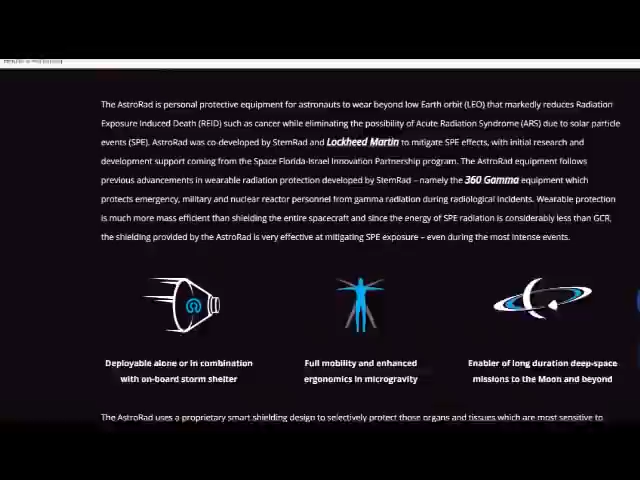 The AstroRad is personal protective equipment for astronauts to wear beyond low Earth orbit (LEO) that markedly reduces Radiation
Exposure Induced Death (REID) such as cancer while eliminating the possibility of Acute Radiation Syndrome (ARS) due to solar particle
events (SPE). AstroRad was co-developed by StemRad and Lockheed Martin to mitigate SPE effects, with initial research and
development support coming from the Space Florida-Israel Innovation Partnership program. The AstroRad equipment follows
previous advancements in wearable radiation protection developed by StemRad – namely the 360 Gamma equipment which
protects emergency, military and nuclear reactor personnel from gamma radiation during radiological incidents. Wearable protection
is much more mass efficient than shielding the entire spacecraft and since the energy of SPE radiation is considerably less than GCR,
the shielding provided by the AstroRad is very effective at mitigating SPE exposure – even during the most intense events.
Deployable alone or in combination
with on-board storm shelter
Full mobility and enhanced
ergonomics in microgravity
Enabler of long duration deep-space
missions to the Moon and beyond
The AstroRad uses a proprietary smart shielding design to selectively protect those organs and tissues which are most sensitive to